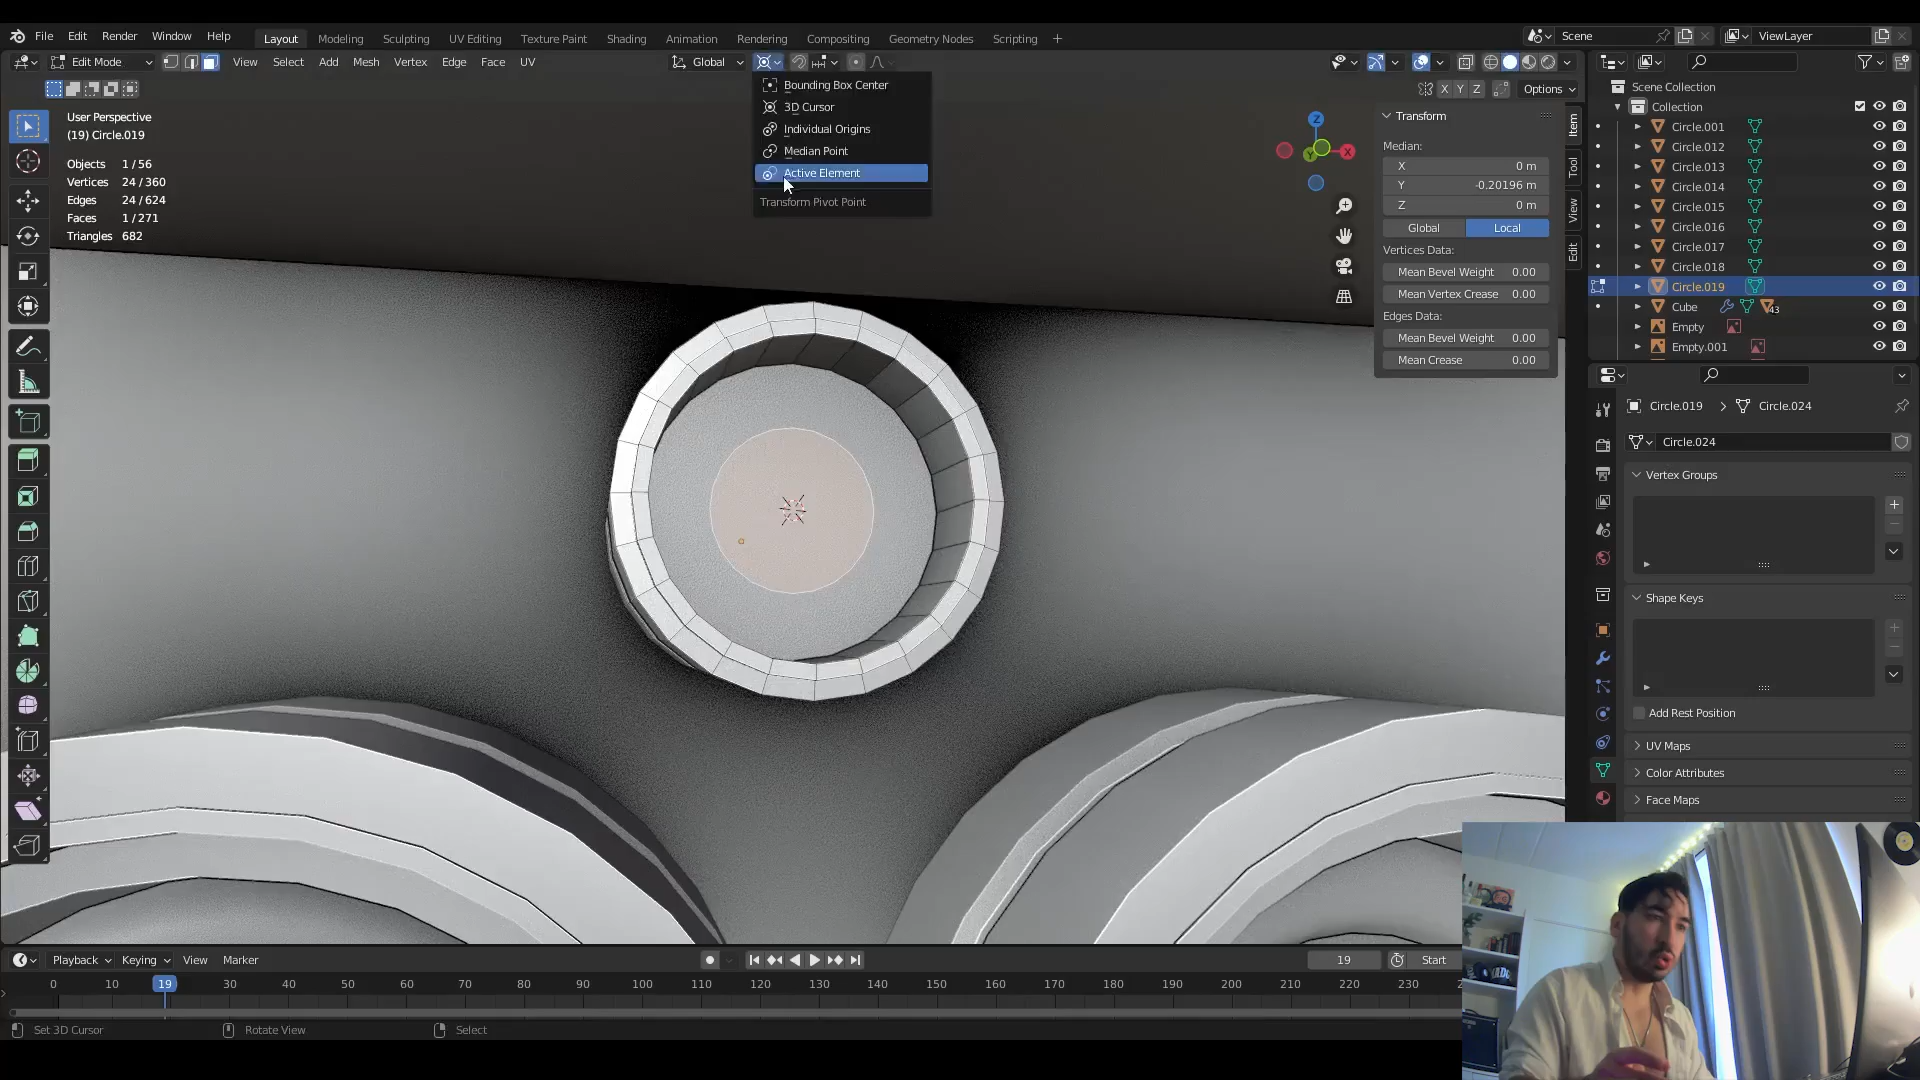 File Edit Render Window Help Layout Modeling Sculpting UV Editing Texture Paint Shading Animation Rendering Compositing Geometry Nodes Scripting + Scene ViewLayer
Edit Mode View Select Add Mesh Vertex Edge Face UV Global
X Y Z Options
User Perspective
(19) Circle.019
Objects 1/56
Vertices 24/360
Edges 24/624
Faces 1/271
Triangles 682
Bounding Box Center
3D Cursor
Individual Origins
Median Point
Active Element
Transform Pivot Point
Z
X
Y
Transform
Median:
X 0 m
Y -0.20196 m
Z 0 m
Global Local
Vertices Data:
Mean Bevel Weight 0.00
Mean Vertex Crease 0.00
Edges Data:
Mean Bevel Weight 0.00
Mean Crease 0.00
Item
Tool
View
Edit
Scene Collection
Collection
Circle.001
Circle.012
Circle.013
Circle.014
Circle.015
Circle.016
Circle.017
Circle.018
Circle.019
Cube 43
Empty
Empty.001
Circle.019 > Circle.024
Circle.024
Vertex Groups
Shape Keys
Add Rest Position
UV Maps
Color Attributes
Face Maps
Playback Keying View Marker 19 Start
0 10 19 30 40 50 60 70 80 90 100 110 120 130 140 150 160 170 180 190 200 210 220 230
Set 3D Cursor Rotate View Select